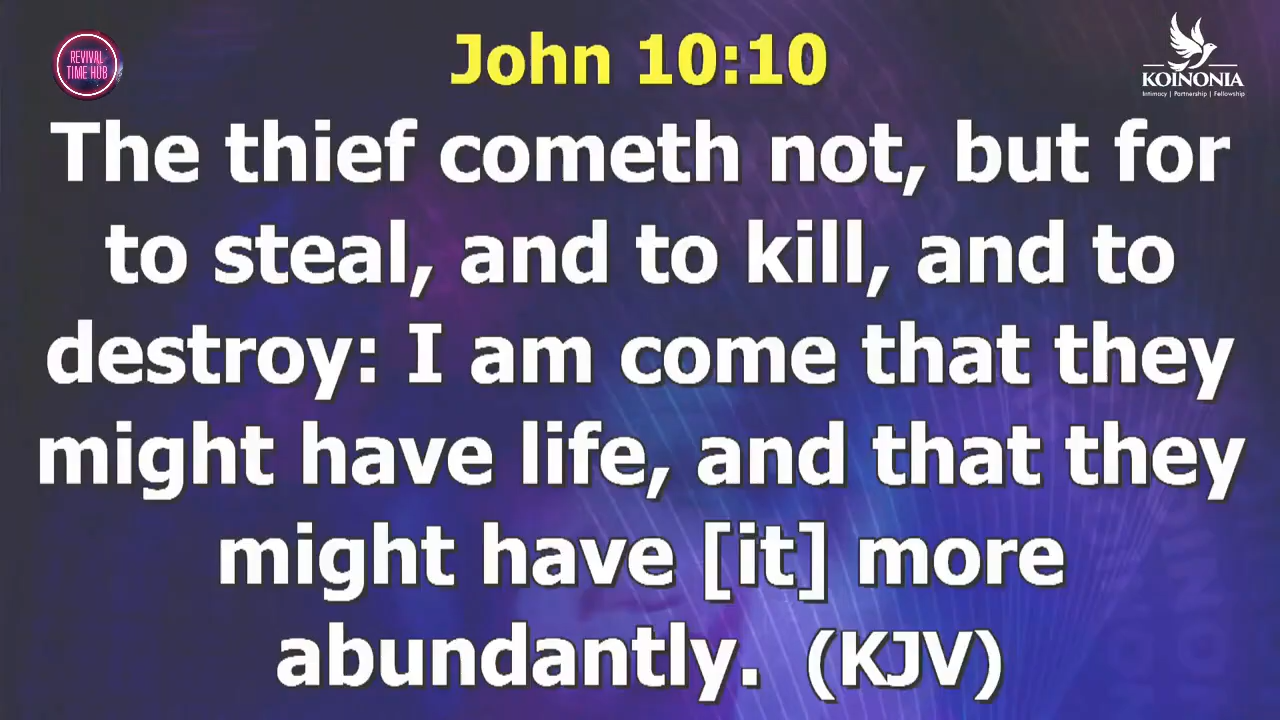 REVIVAL
TIME HUB
John 10:10
KOINONIA
Intimacy | Partnership | Fellowship
The thief cometh not, but for
to steal, and to kill, and to
destroy: I am come that they
might have life, and that they
might have [it] more
abundantly. (KJV)